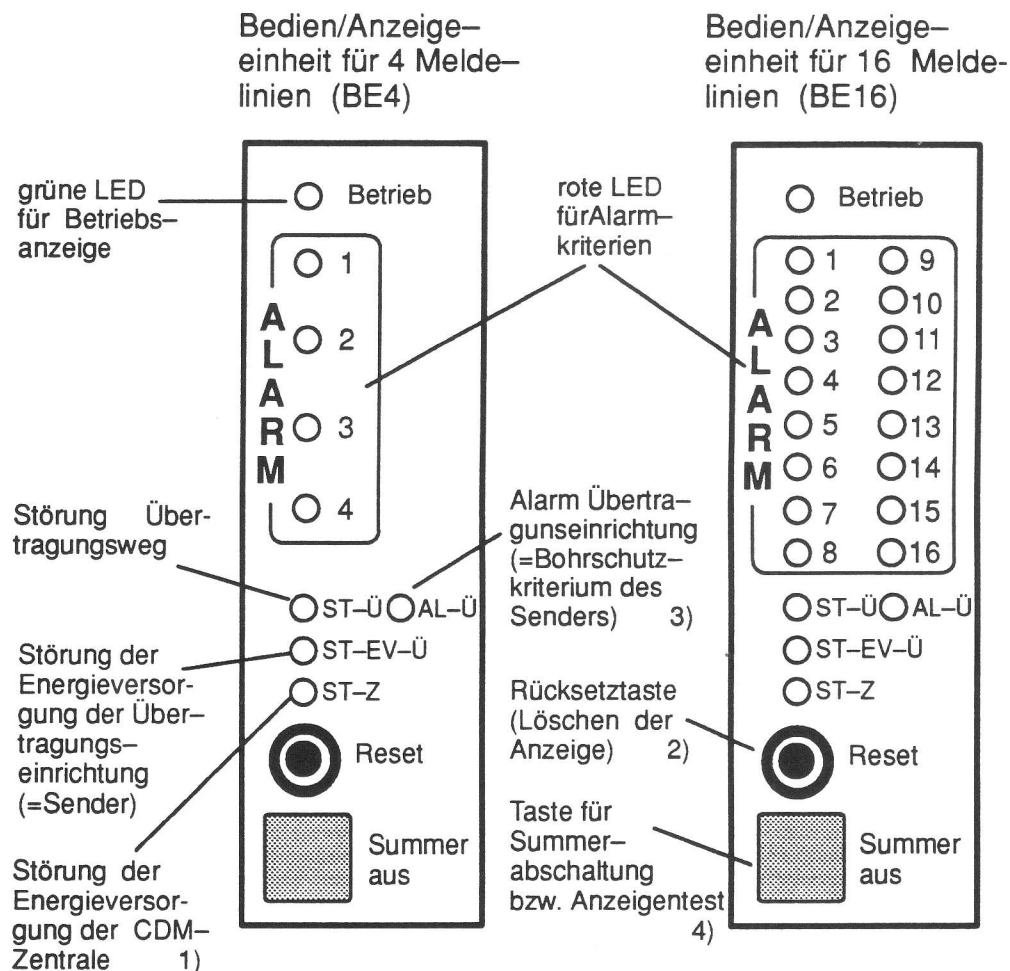 Bedien/Anzeige–
einheit für 4 Melde–
linien (BE4)
Bedien/Anzeige–
einheit für 16 Melde-
linien (BE16)
grüne LED
für Betriebs–
anzeige
Betrieb
ALARM
1
2
3
4
ST–Ü
AL–Ü
ST–EV–Ü
ST–Z
Reset
Summer
aus
Störung Über-
tragungsweg
Störung der
Energieversor-
gung der Über–
tragungs–
einrichtung
(=Sender)
Störung der
Energieversor-
gung der CDM–
Zentrale 1)
rote LED
fürAlarm–
kriterien
Alarm Übertra–
gunseinrichtung
(=Bohrschutz–
kriterium des
Senders) 3)
Rücksetztaste
(Löschen der
Anzeige) 2)
Taste für
Summer–
abschaltung
bzw. Anzeigentest
4)
Betrieb
ALARM
1 9
2 10
3 11
4 12
5 13
6 14
7 15
8 16
ST–Ü
AL–Ü
ST–EV–Ü
ST–Z
Reset
Summer
aus